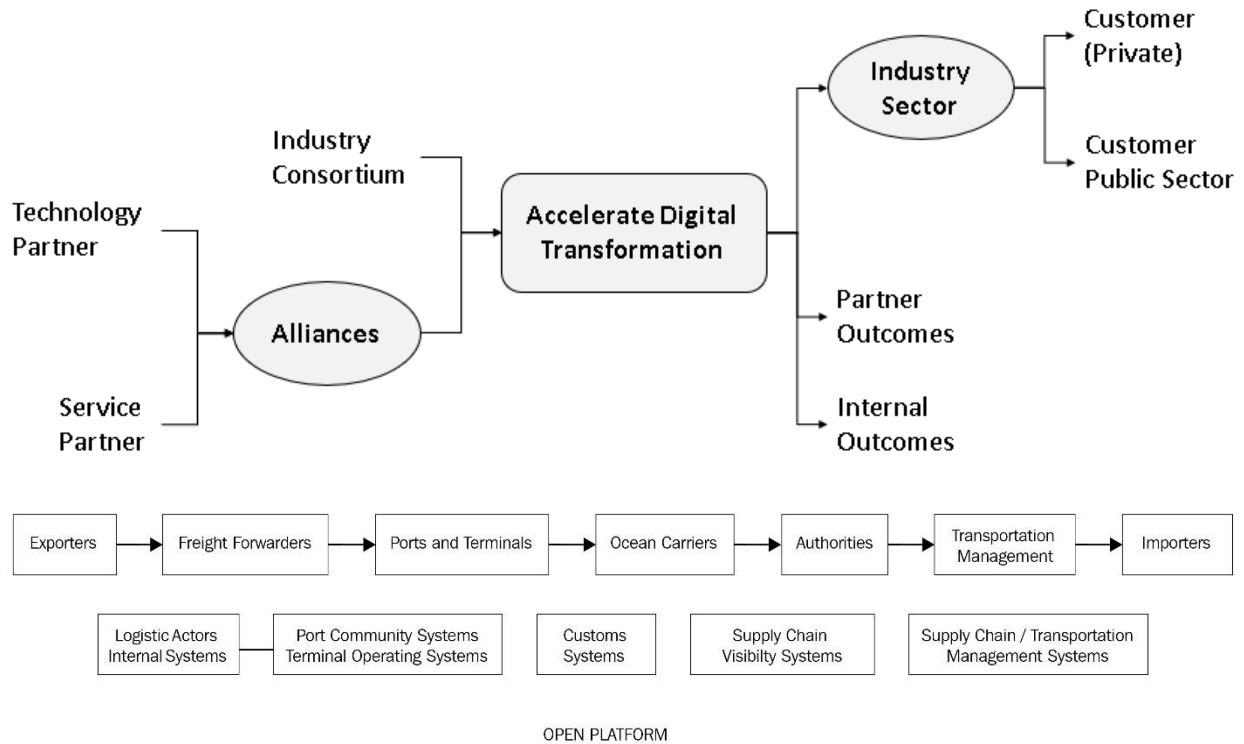 Customer
(Private)
Industry
Sector
Industry
Consortium
Customer
Public Sector
Technology
Partner
Accelerate Digital
Transformation
Alliances
Partner
Outcomes
Service
Partner
Internal
Outcomes
Exporters
Freight Forwarders
Ports and Terminals
Ocean Carriers
Authorities
Transportation
Management
Importers
Logistic Actors
Internal Systems
Port Community Systems
Terminal Operating Systems
Customs
Systems
Supply Chain
Visibilty Systems
Supply Chain / Transportation
Management Systems
OPEN PLATFORM